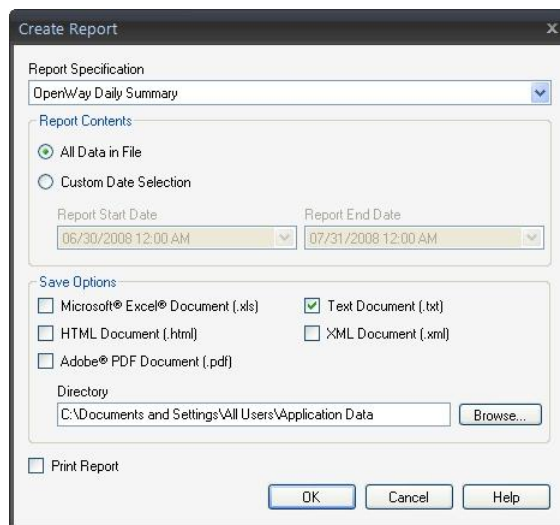 Create Report
Report Specification
OpenWay Daily Summary
Report Contents
All Data in File
Custom Date Selection
Report Start Date Report End Date
06/30/2008 12:00 AM 07/31/2008 12:00 AM
Save Options
Microsoft® Excel® Document (.xls) Text Document (.txt)
HTML Document (.html) XML Document (.xml)
Adobe® PDF Document (.pdf)
Directory
C:\Documents and Settings\All Users\Application Data Browse...
Print Report
OK Cancel Help